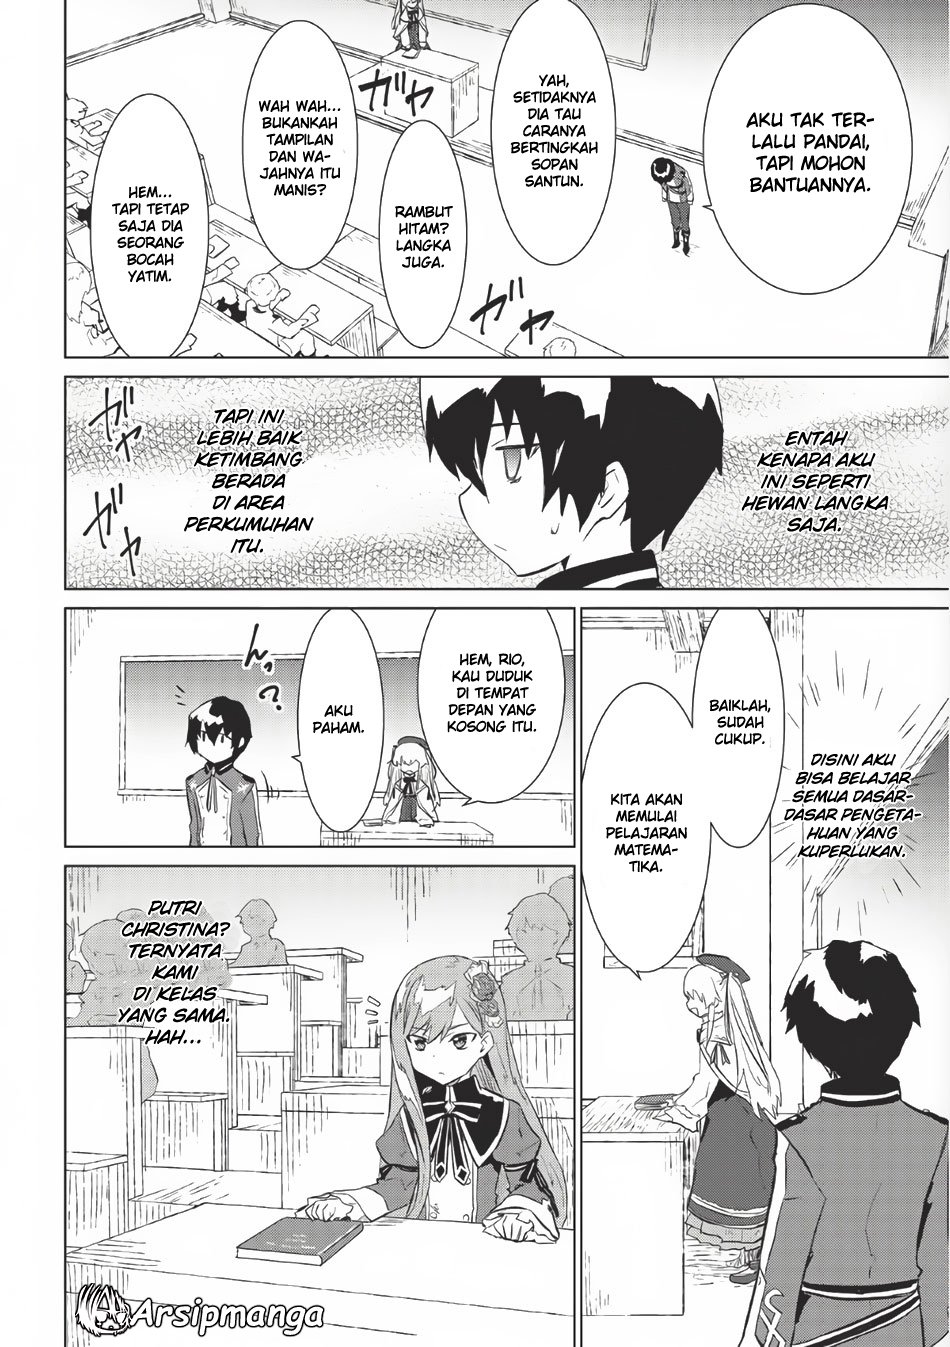 AKU TAK TER-
LALU PANDAI,
TAPI MOHON
BANTUANNYA.
YAH,
SETIDAKNYA
DIA TAU
CARANYA
BERTINGKAH
SOPAN
SANTUN.
RAMBUT
HITAM?
LANGKA
JUGA.
WAH WAH...
BUKANKAH
TAMPILAN
DAN WA-
JAHNYA ITU
MANIS?
HEM...
TAPI TETAP
SAJA DIA
SEORANG
BOCAH
YATIM.
ガヤ
ガヤ
ENTAH
KENAPA AKU
INI SEPERTI
HEWAN LANGKA
SAJA.
TAPI INI
LEBIH BAIK
KETIMBANG
BERADA
DI AREA
PERKUMUHAN
ITU.
ガヤ
ガヤ
DISINI AKU
BISA BELAJAR
SEMUA DASAR-
DASAR PENGETA-
HUAN YANG
KUPERLUKAN.
BAIKLAH,
SUDAH
CUKUP.
KITA AKAN
MEMULAI
PELAJARAN
MATEMA-
TIKA.
HEM, RIO,
KAU DUDUK
DI TEMPAT
DEPAN YANG
KOSONG ITU.
AKU
PAHAM.
ん？
PUTRI
CHRISTINA?
TERNYATA
KAMI
DI KELAS
YANG SAMA.
HAH...
Arsipmanga